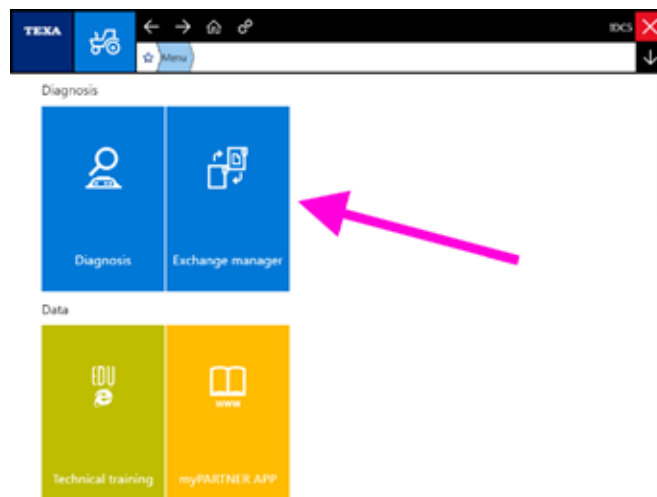 TEXA
IDC5
Menu
Diagnosis
Diagnosis
Exchange manager
Data
EDU
www
Technical training
myPARTNER APP